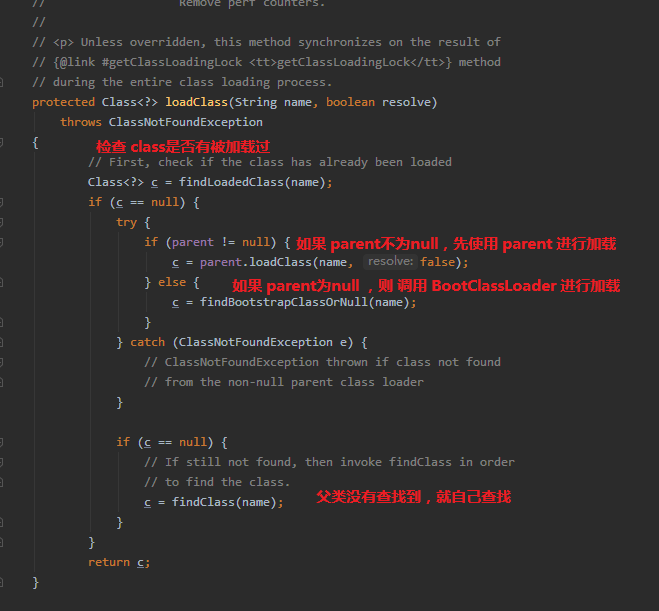 //                   Remove perf counters.
//
// <p> Unless overridden, this method synchronizes on the result of
// {@link #getClassLoadingLock <tt>getClassLoadingLock</tt>} method
// during the entire class loading process.
protected Class<?> loadClass(String name, boolean resolve)
    throws ClassNotFoundException
{
检查 class是否有被加载过
        // First, check if the class has already been loaded
        Class<?> c = findLoadedClass(name);
        if (c == null) {
            try {
                if (parent != null) { 如果 parent不为null，先使用 parent 进行加载
                    c = parent.loadClass(name, resolve: false);
                } else { 如果 parent为null ，则 调用 BootClassLoader 进行加载
                    c = findBootstrapClassOrNull(name);
                }
            } catch (ClassNotFoundException e) {
                // ClassNotFoundException thrown if class not found
                // from the non-null parent class loader
            }
            if (c == null) {
                // If still not found, then invoke findClass in order
                // to find the class.
                c = findClass(name); 父类没有查找到，就自己查找
            }
        }
        return c;
}